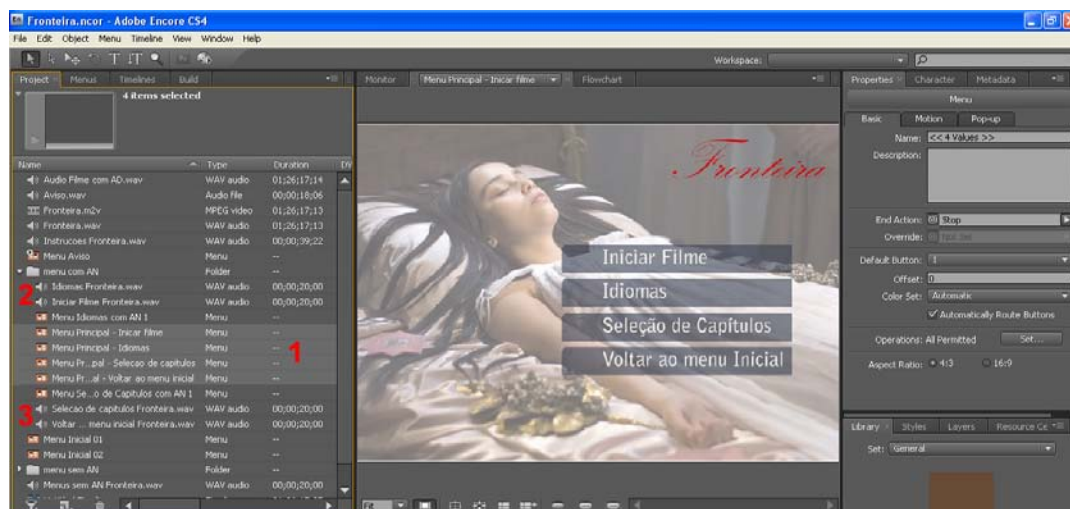 Fronteira.ncor - Adobe Encore CS4
File Edit Object Menu Timeline View Window Help
Workspace:
Project Menus Timelines Build
4 items selected
Name Type Duration DV
Audio Filme com AD.wav WAV audio 01;26;17;14
Aviso.wav Audio file 00;00;18;06
Fronteira.m2v MPEG video 01;26;17;13
Fronteira.wav WAV audio 01;26;17;13
Instrucoes Fronteira.wav WAV audio 00;00;39;22
Menu Aviso Menu --
menu com AN Folder --
2
Idiomas Fronteira.wav WAV audio 00;00;20;00
Iniciar Filme Fronteira.wav WAV audio 00;00;20;00
Menu Idiomas com AN 1 Menu --
Menu Principal - Inicar filme Menu --
Menu Principal - Idiomas Menu --
1
Menu Pr...pal - Selecao de capitulos Menu --
Menu Pr...al - Voltar ao menu inicial Menu --
Menu Se...o de Capitulos com AN 1 Menu --
3
Selecao de capitulos Fronteira.wav WAV audio 00;00;20;00
Voltar ... menu inicial Fronteira.wav WAV audio 00;00;20;00
Menu Inicial 01 Menu --
Menu Inicial 02 Menu --
menu sem AN Folder --
Menus sem AN Fronteira.wav WAV audio 00;00;20;00
Monitor Menu Principal - Inicar filme Flowchart
Fronteira
Iniciar Filme
Idiomas
Seleção de Capítulos
Voltar ao menu Inicial
Fit
Properties Character Metadata
Menu
Basic Motion Pop-up
Name: << 4 Values >>
Description:
End Action: Stop
Override: Not Set
Default Button: 1
Offset: 0
Color Set: Automatic
Automatically Route Buttons
Operations: All Permitted Set...
Aspect Ratio: 4:3 16:9
Library Styles Layers Resource Ce
Set: General